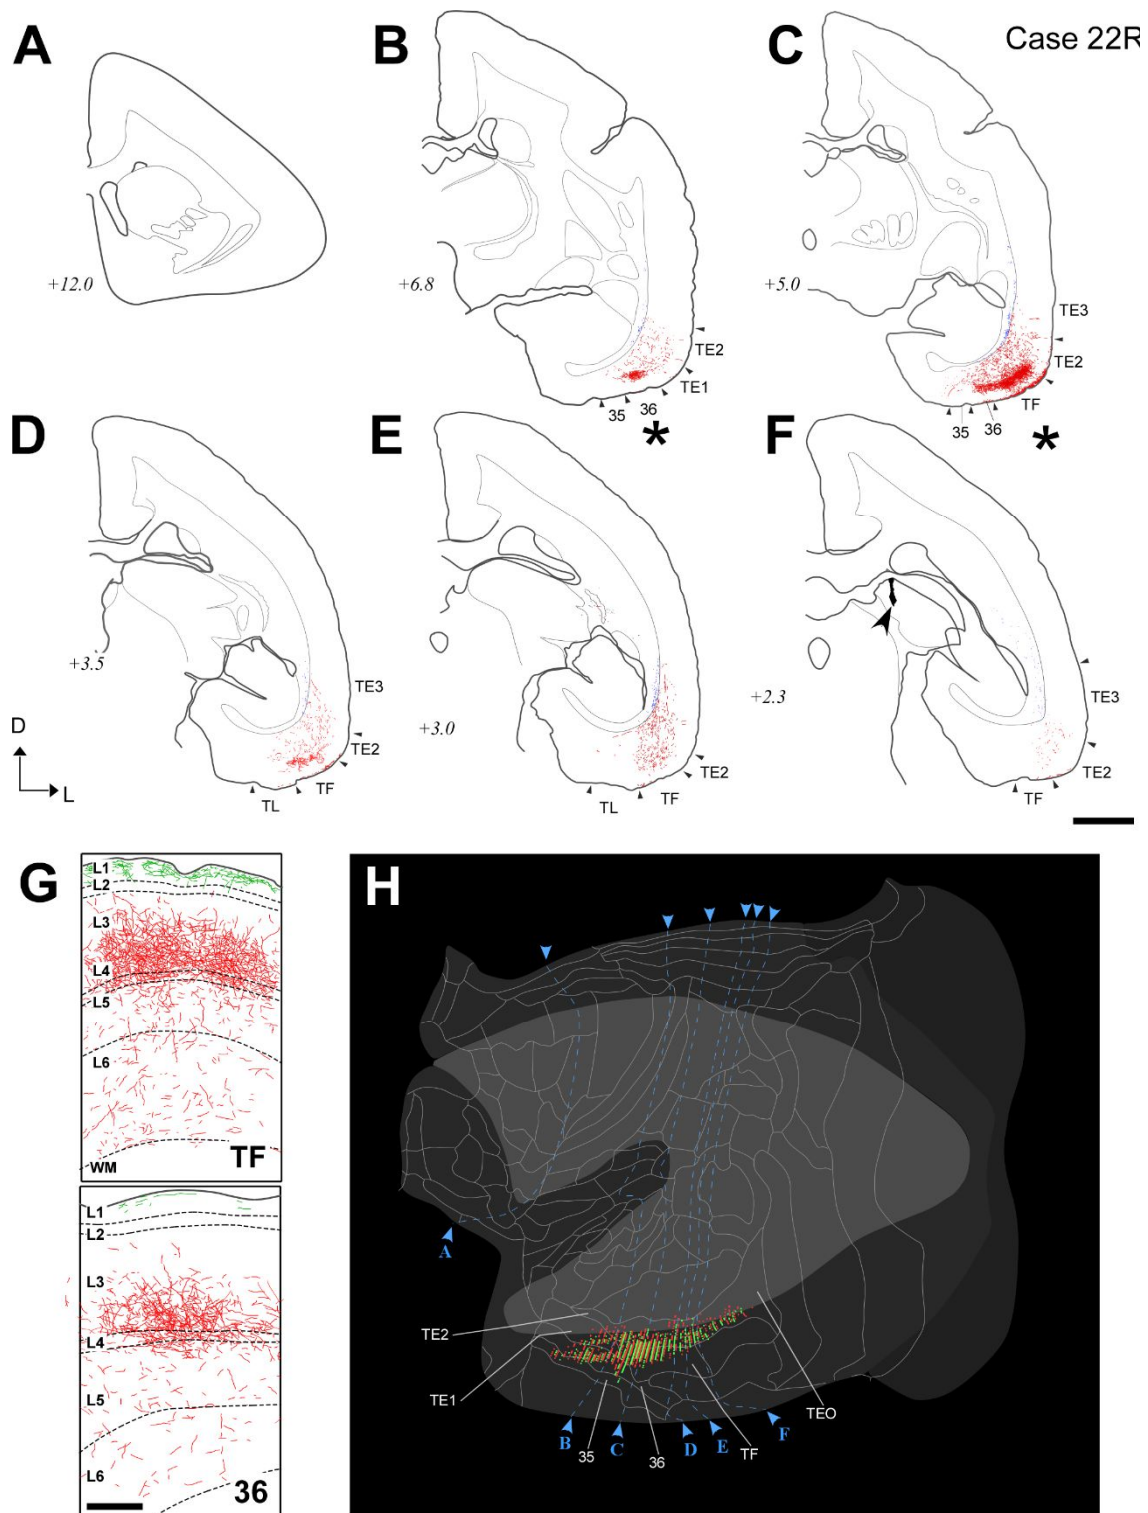 A
B
C
Case 22R
+12.0
+6.8
+5.0
TE3
TE2
TE2
TE1
TF
35
36
35
36
*
*
D
E
F
+3.5
+3.0
+2.3
TE3
TE3
TE2
TE2
TE2
TF
TF
TF
TL
TL
D
L
G
L1
L2
L3
L4
L5
L6
WM
TF
L1
L2
L3
L4
L5
L6
36
H
A
TE2
TE1
TEO
B
35
C
36
D
E
TF
F